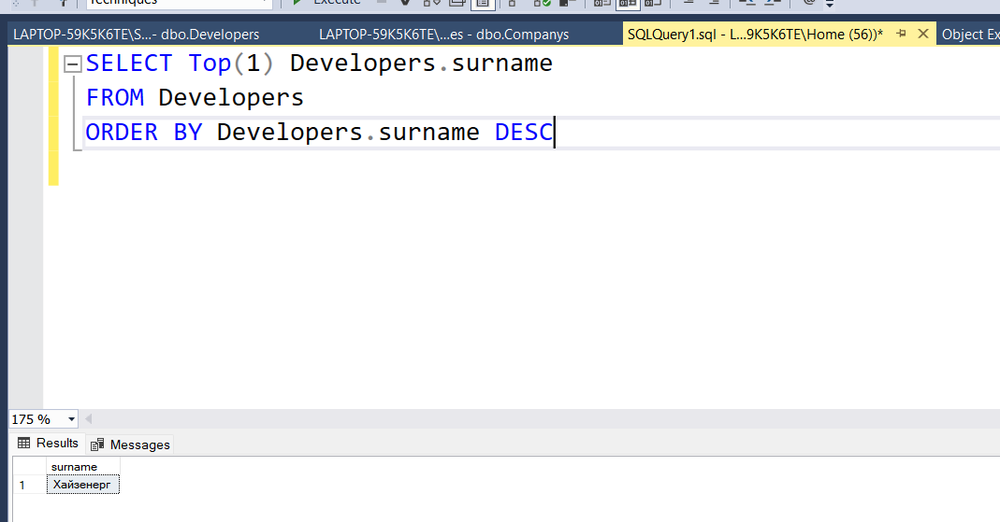 Techniques Execute
LAPTOP-59K5K6TE\S...- dbo.Developers LAPTOP-59K5K6TE\...es - dbo.Companys SQLQuery1.sql - L...9K5K6TE\Home (56))* Object Ex
SELECT Top(1) Developers.surname
FROM Developers
ORDER BY Developers.surname DESC
175 %
Results Messages
surname
1 Хайзенерг